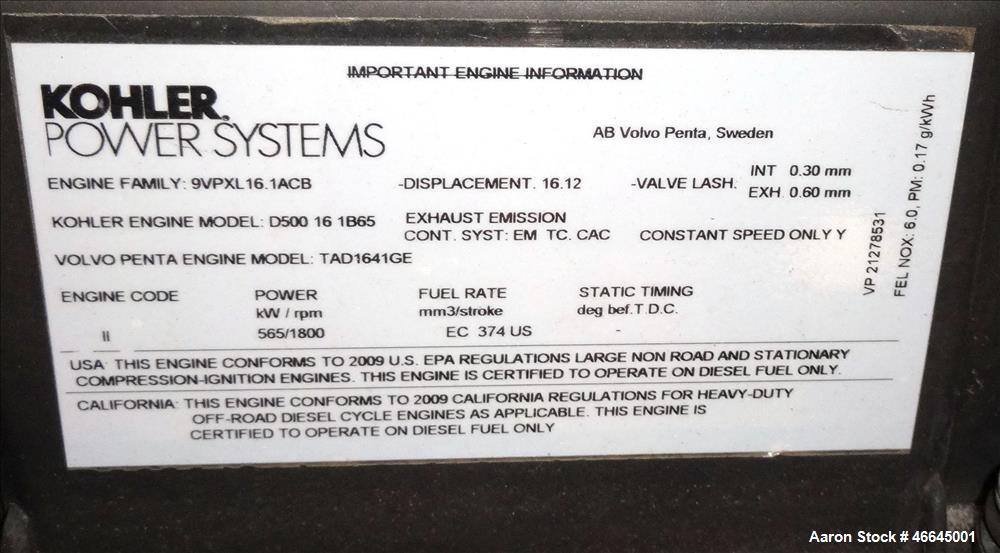 IMPORTANT ENGINE INFORMATION
KOHLER.
POWER SYSTEMS
AB Volvo Penta, Sweden
ENGINE FAMILY: 9VPXL16.1ACB -DISPLACEMENT. 16.12 -VALVE LASH. INT 0.30 mm
EXH 0.60 mm
KOHLER ENGINE MODEL: D500 16 1B65 EXHAUST EMISSION
CONT. SYST: EM TC. CAC CONSTANT SPEED ONLY Y
VOLVO PENTA ENGINE MODEL: TAD1641GE
ENGINE CODE POWER FUEL RATE STATIC TIMING
kW / rpm mm3/stroke deg bef.T.D.C.
II 565/1800 EC 374 US -
USA: THIS ENGINE CONFORMS TO 2009 U.S. EPA REGULATIONS LARGE NON ROAD AND STATIONARY
COMPRESSION-IGNITION ENGINES. THIS ENGINE IS CERTIFIED TO OPERATE ON DIESEL FUEL ONLY.
CALIFORNIA: THIS ENGINE CONFORMS TO 2009 CALIFORNIA REGULATIONS FOR HEAVY-DUTY
OFF-ROAD DIESEL CYCLE ENGINES AS APPLICABLE. THIS ENGINE IS
CERTIFIED TO OPERATE ON DIESEL FUEL ONLY
VP 21278531
FEL NOX: 6.0, PM: 0.17 g/kWh
Aaron Stock # 46645001